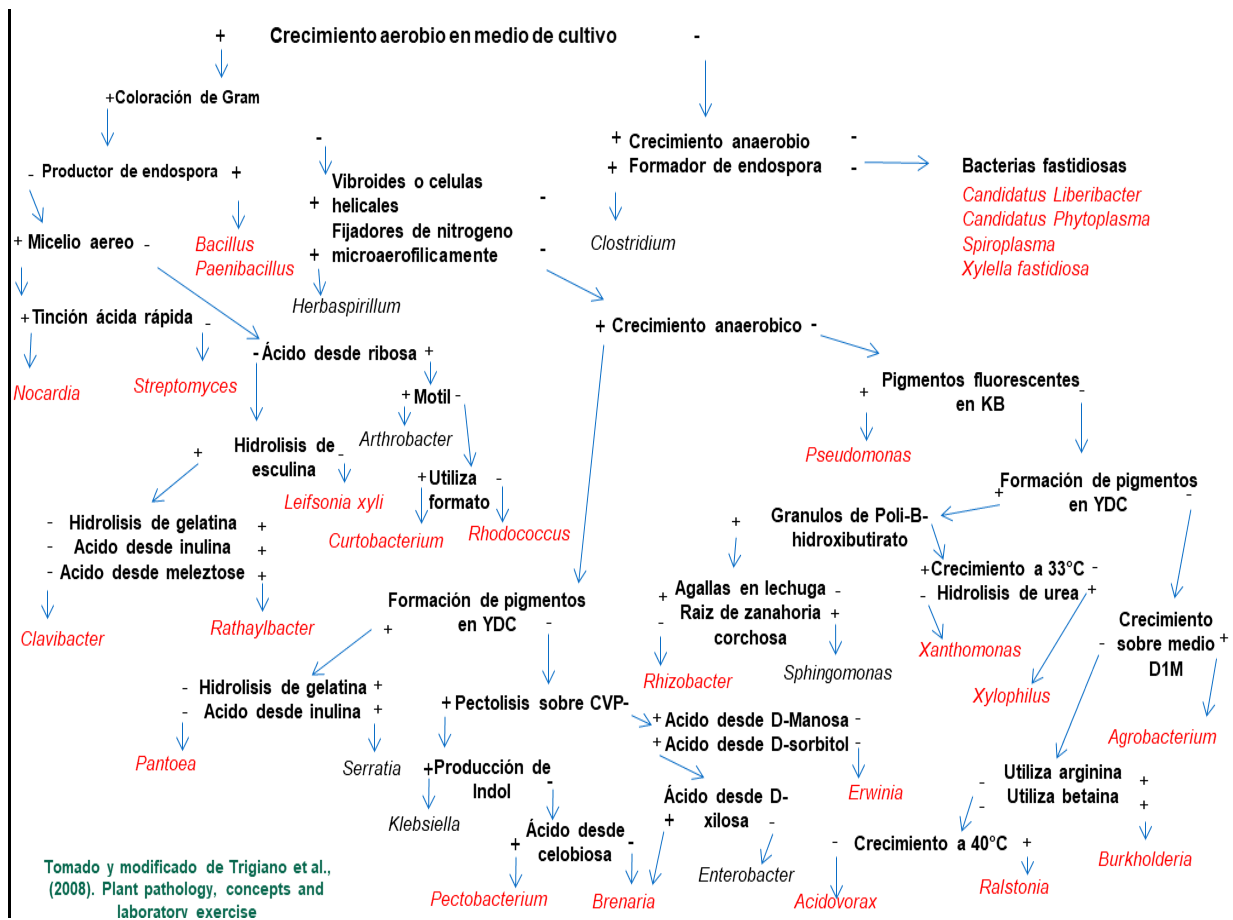 + Crecimiento aerobio en medio de cultivo -
+ Coloración de Gram -
- Productor de endospora +
+ Crecimiento anaerobio -
+ Formador de endospora -
Bacterias fastidiosas
Candidatus Liberibacter
Candidatus Phytoplasma
Spiroplasma
Xylella fastidiosa
Vibroides o celulas
+ helicales -
Fijadores de nitrogeno
+ microaerofilicamente -
Clostridium
+ Micelio aereo -
Bacillus
Paenibacillus
Herbaspirillum
+ Tinción ácida rápida -
+ Crecimiento anaerobico -
Nocardia
Streptomyces
- Ácido desde ribosa +
+ Motil -
Arthrobacter
Pigmentos fluorescentes
+ en KB -
Pseudomonas
Hidrolisis de
+ esculina -
Leifsonia xyli
+ Utiliza -
formato
Curtobacterium
Rhodococcus
Formación de pigmentos
+ en YDC -
- Hidrolisis de gelatina +
- Acido desde inulina +
- Acido desde meleztose +
Clavibacter
Rathaylbacter
Granulos de Poli-B-
+ hidroxibutirato -
+ Crecimiento a 33°C -
- Hidrolisis de urea +
Xanthomonas
Xylophilus
Agallas en lechuga
+ -
Raiz de zanahoria
- +
corchosa
Rhizobacter
Sphingomonas
Crecimiento
- sobre medio +
D1M
Agrobacterium
Formación de pigmentos
en YDC
+ -
- Hidrolisis de gelatina +
- Acido desde inulina +
Pantoea
Serratia
+ Pectolisis sobre CVP-
+ Acido desde D-Manosa -
+ Acido desde D-sorbitol -
Erwinia
+ Producción de -
Indol
Klebsiella
Ácido desde D-
+ xilosa -
Enterobacter
Ácido desde
+ celobiosa -
Pectobacterium
Brenaria
Utiliza arginina
- +
Utiliza betaina
- +
Burkholderia
- Crecimiento a 40°C +
Acidovorax
Ralstonia
Tomado y modificado de Trigiano et al.,
(2008). Plant pathology, concepts and
laboratory exercise